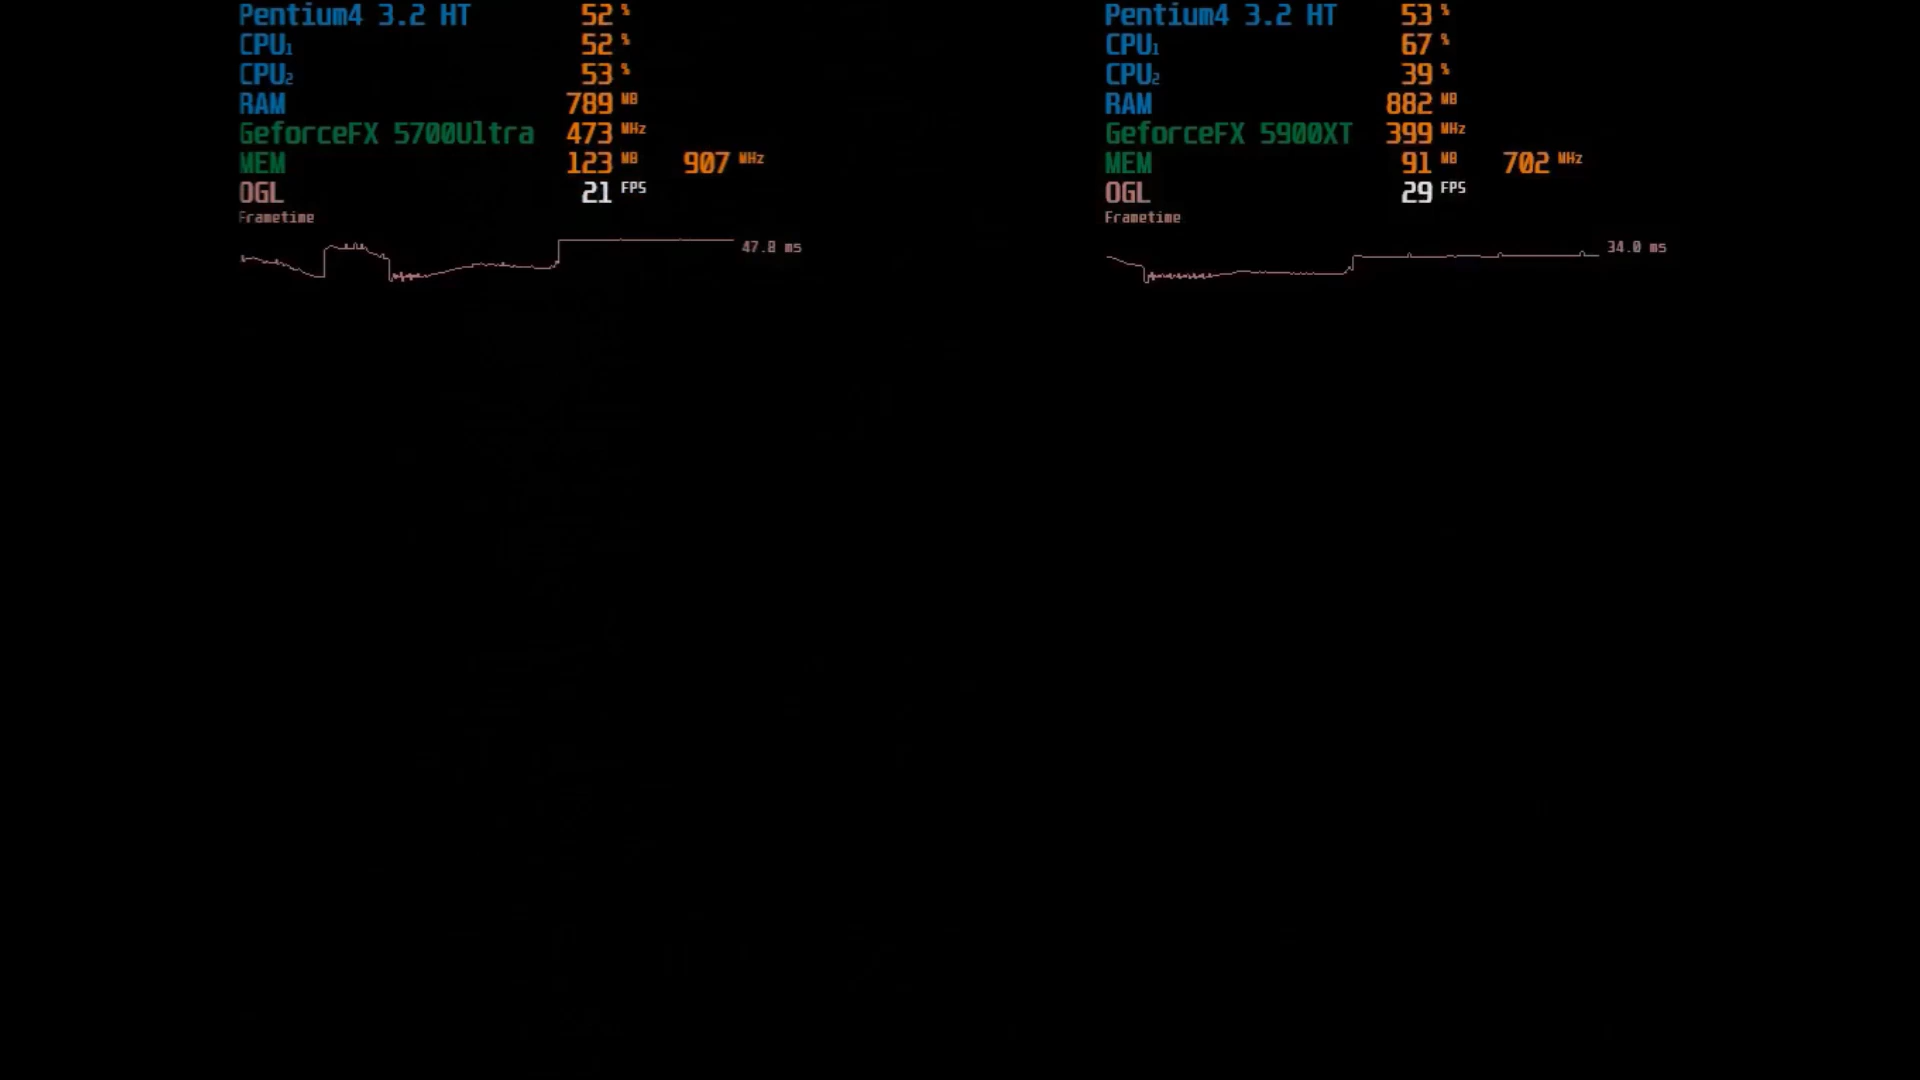 Pentium4 3.2 HT 52 %
CPU1 52 %
CPU2 53 %
RAM 789 MB
GeforceFX 5700Ultra 473 MHz
MEM 123 MB 907 MHz
OGL 21 FPS
Frametime
47.8 ms
Pentium4 3.2 HT 53 %
CPU1 67 %
CPU2 39 %
RAM 882 MB
GeforceFX 5900XT 399 MHz
MEM 91 MB 702 MHz
OGL 29 FPS
Frametime
34.0 ms